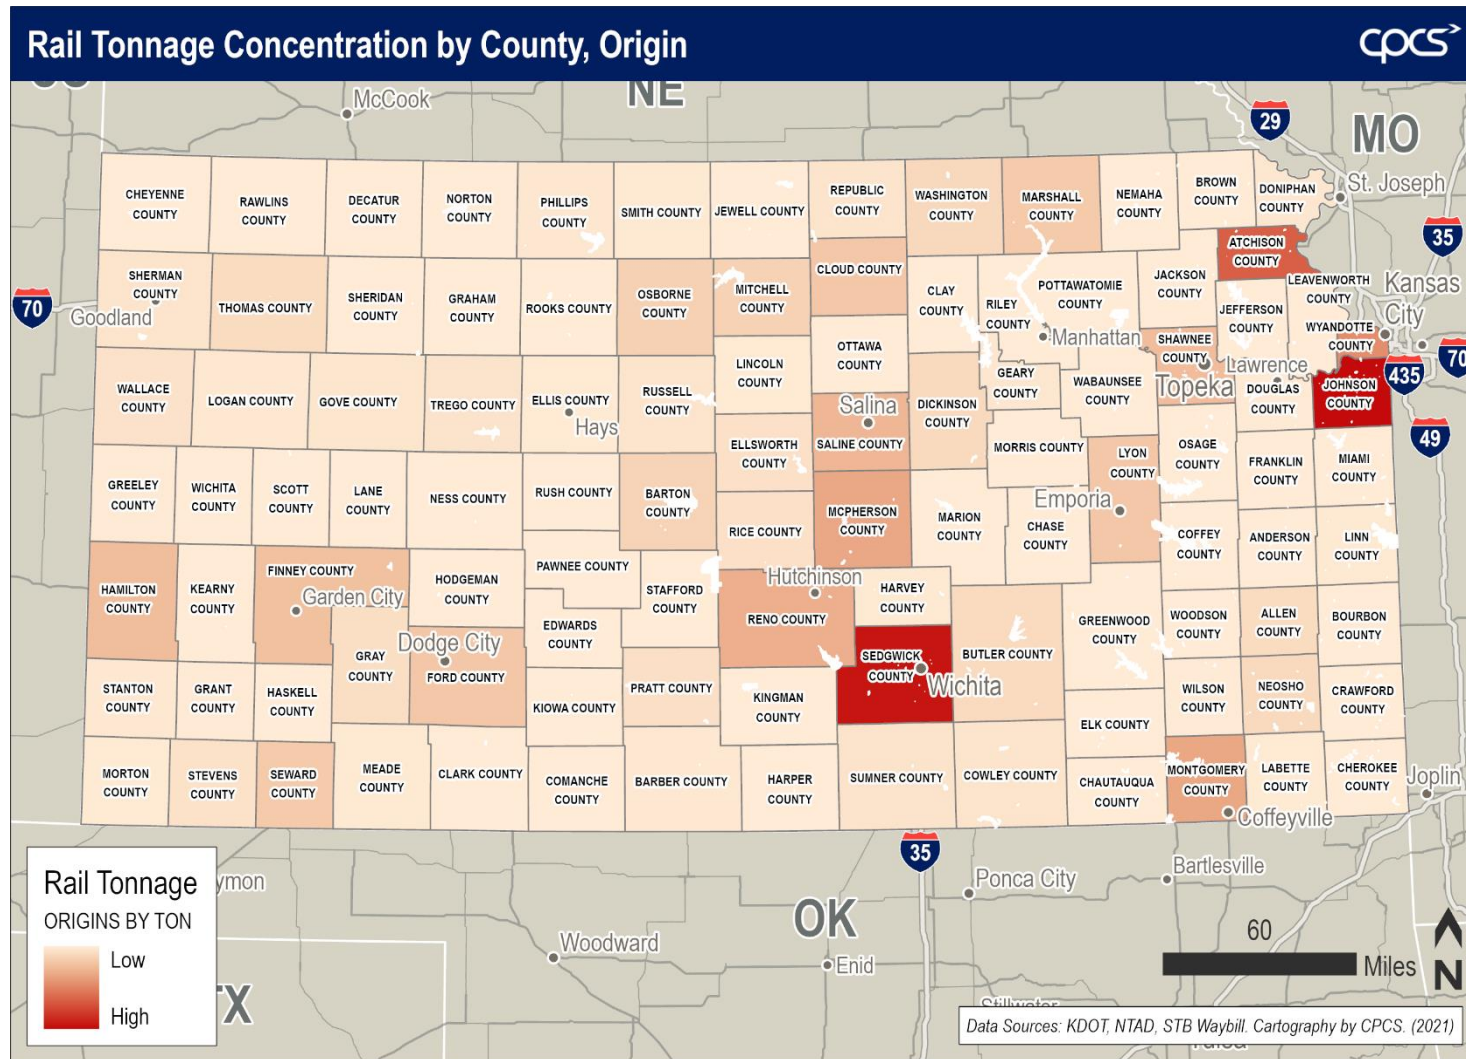 Rail Tonnage Concentration by County, Origin
cpcs
NE
McCook
29
MO
St. Joseph
35
Kansas
City
70
70
435
49
CHEYENNE
COUNTY
RAWLINS
COUNTY
DECATUR
COUNTY
NORTON
COUNTY
PHILLIPS
COUNTY
SMITH COUNTY
JEWELL COUNTY
REPUBLIC
COUNTY
WASHINGTON
COUNTY
MARSHALL
COUNTY
NEMAHA
COUNTY
BROWN
COUNTY
DONIPHAN
COUNTY
ATCHISON
COUNTY
SHERMAN
COUNTY
Goodland
THOMAS COUNTY
SHERIDAN
COUNTY
GRAHAM
COUNTY
ROOKS COUNTY
OSBORNE
COUNTY
MITCHELL
COUNTY
CLOUD COUNTY
CLAY
COUNTY
RILEY
COUNTY
POTTAWATOMIE
COUNTY
Manhattan
JACKSON
COUNTY
JEFFERSON
COUNTY
LEAVENWORTH
COUNTY
WYANDOTTE
COUNTY
WALLACE
COUNTY
LOGAN COUNTY
GOVE COUNTY
TREGO COUNTY
ELLIS COUNTY
Hays
RUSSELL
COUNTY
LINCOLN
COUNTY
OTTAWA
COUNTY
Salina
SALINE COUNTY
DICKINSON
COUNTY
GEARY
COUNTY
WABAUNSEE
COUNTY
SHAWNEE
COUNTY
Topeka
Lawrence
DOUGLAS
COUNTY
JOHNSON
COUNTY
GREELEY
COUNTY
WICHITA
COUNTY
SCOTT
COUNTY
LANE
COUNTY
NESS COUNTY
RUSH COUNTY
BARTON
COUNTY
ELLSWORTH
COUNTY
RICE COUNTY
MCPHERSON
COUNTY
MARION
COUNTY
MORRIS COUNTY
CHASE
COUNTY
LYON
COUNTY
Emporia
OSAGE
COUNTY
FRANKLIN
COUNTY
MIAMI
COUNTY
COFFEY
COUNTY
ANDERSON
COUNTY
LINN
COUNTY
HAMILTON
COUNTY
KEARNY
COUNTY
FINNEY COUNTY
Garden City
HODGEMAN
COUNTY
PAWNEE COUNTY
EDWARDS
COUNTY
STAFFORD
COUNTY
Hutchinson
RENO COUNTY
HARVEY
COUNTY
SEDGWICK
COUNTY
Wichita
BUTLER COUNTY
GREENWOOD
COUNTY
WOODSON
COUNTY
ALLEN
COUNTY
BOURBON
COUNTY
STANTON
COUNTY
GRANT
COUNTY
HASKELL
COUNTY
GRAY
COUNTY
Dodge City
FORD COUNTY
KIOWA COUNTY
PRATT COUNTY
KINGMAN
COUNTY
ELK COUNTY
WILSON
COUNTY
NEOSHO
COUNTY
CRAWFORD
COUNTY
MORTON
COUNTY
STEVENS
COUNTY
SEWARD
COUNTY
MEADE
COUNTY
CLARK COUNTY
COMANCHE
COUNTY
BARBER COUNTY
HARPER
COUNTY
SUMNER COUNTY
COWLEY COUNTY
CHAUTAUQUA
COUNTY
MONTGOMERY
COUNTY
Coffeyville
LABETTE
COUNTY
CHEROKEE
COUNTY
Joplin
35
Rail Tonnage
ORIGINS BY TON
Low
High
ymon
TX
Woodward
OK
Enid
Ponca City
Bartlesville
60
Miles
N
Data Sources: KDOT, NTAD, STB Waybill. Cartography by CPCS. (2021)